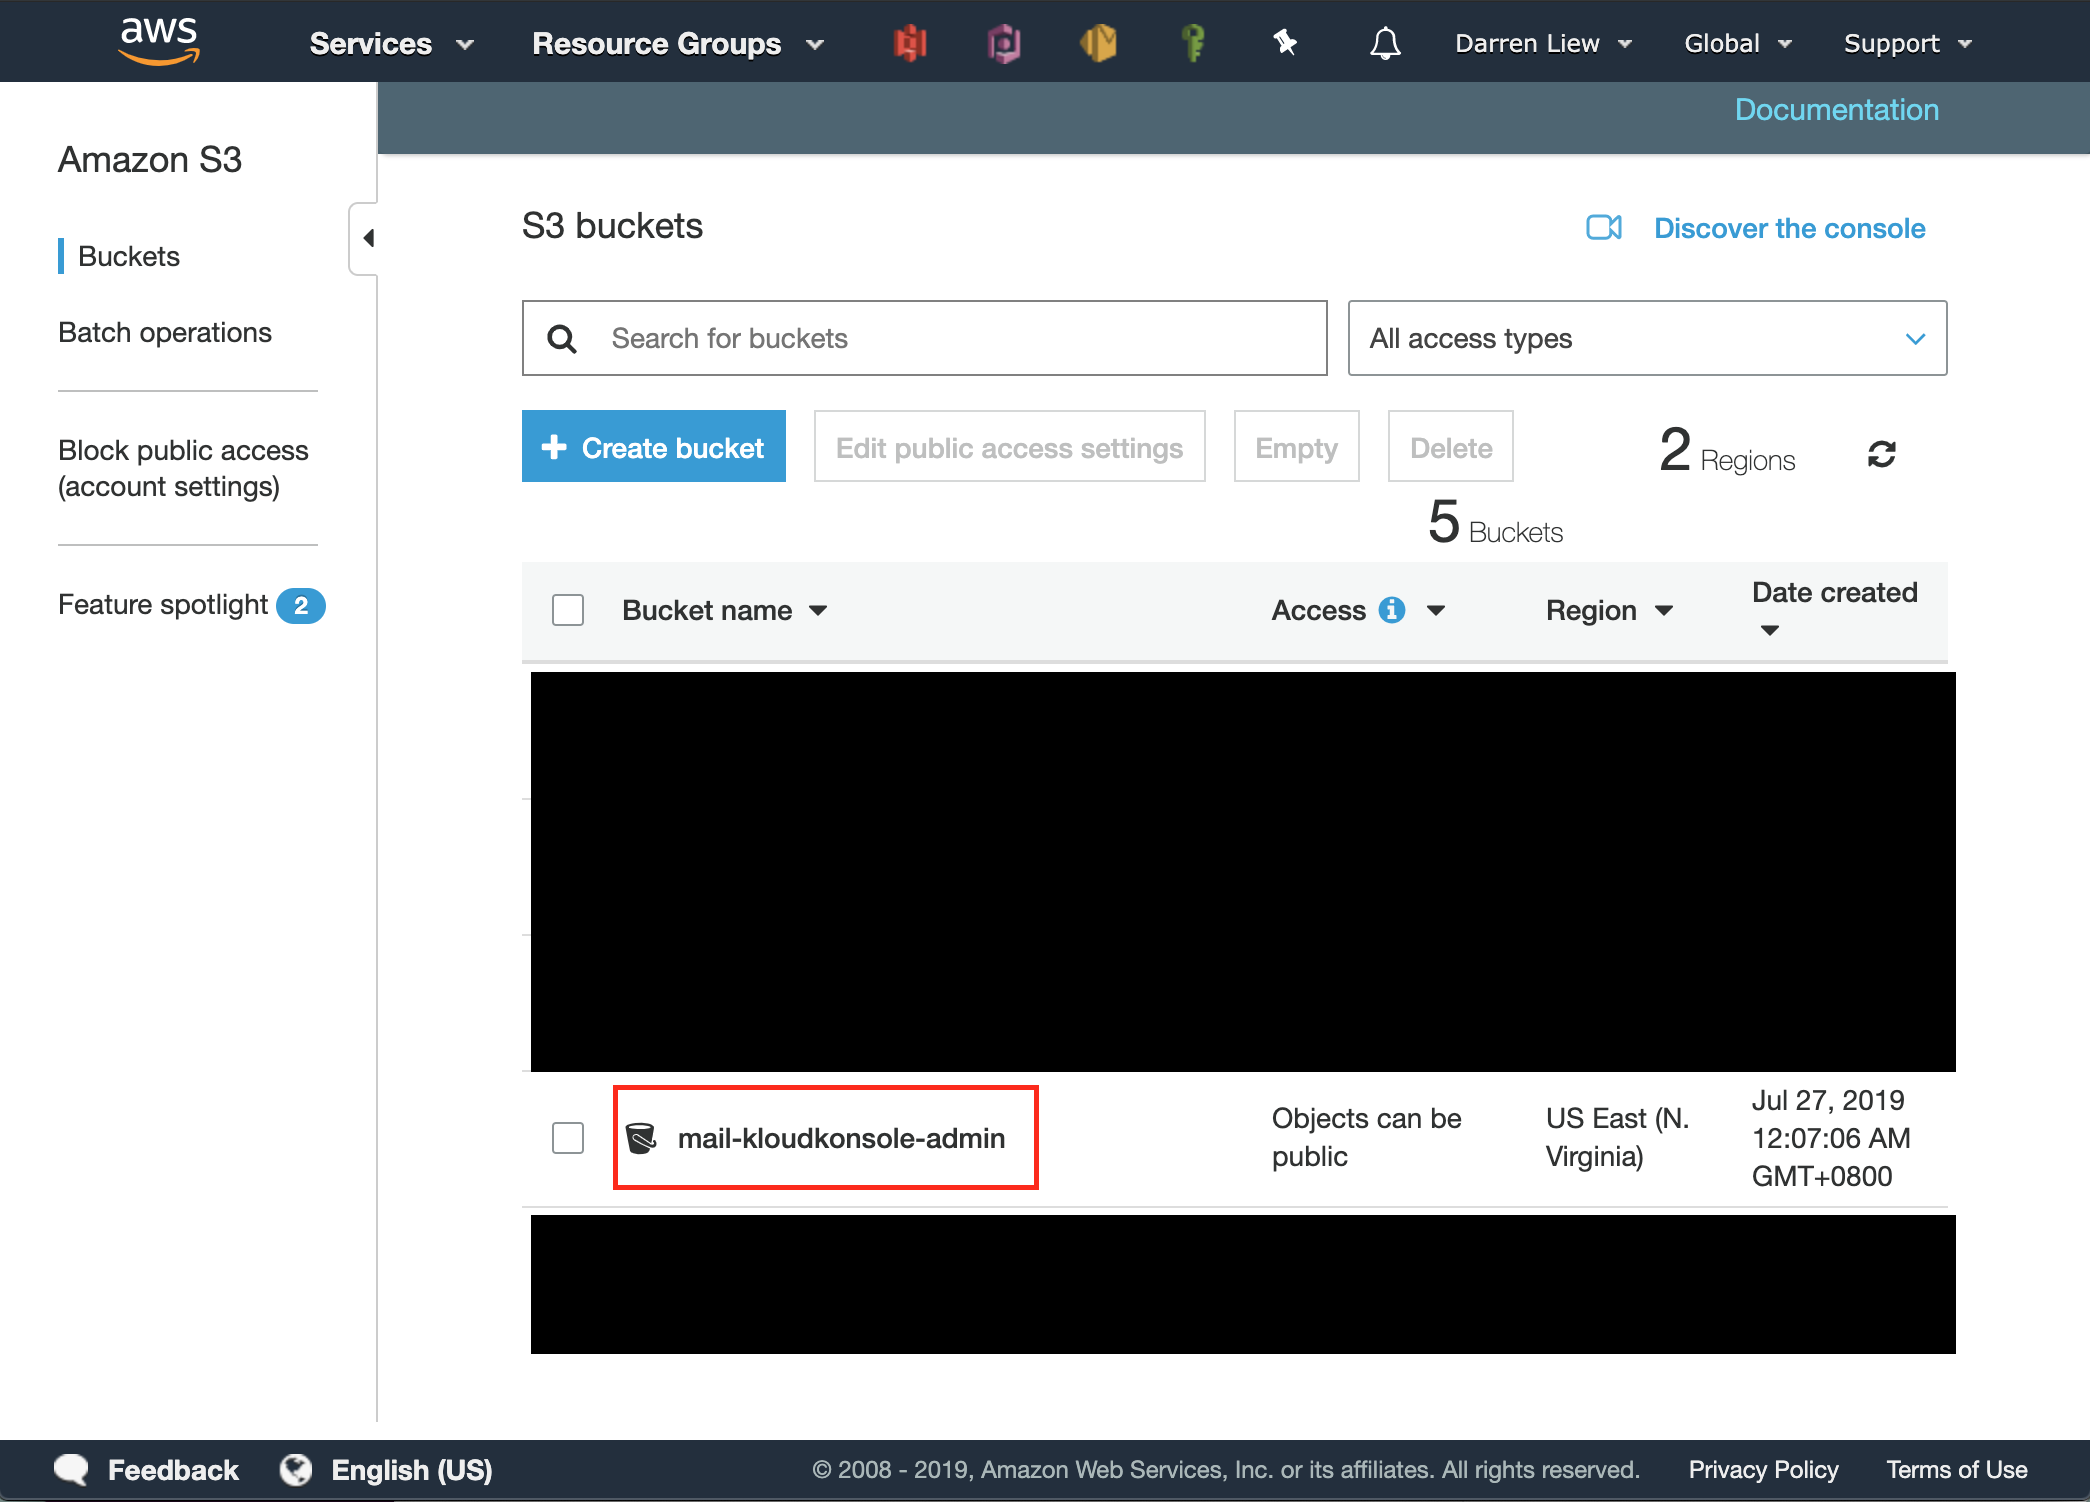 aws Services Resource Groups Darren Liew Global Support
Documentation
Amazon S3
Buckets
Batch operations
Block public access
(account settings)
Feature spotlight 2
S3 buckets
Discover the console
Search for buckets
All access types
Create bucket Edit public access settings Empty Delete 2 Regions
5 Buckets
Bucket name Access Region Date created
mail-kloudkonsole-admin
Objects can be
public
US East (N.
Virginia)
Jul 27, 2019
12:07:06 AM
GMT+0800
Feedback English (US) © 2008 - 2019, Amazon Web Services, Inc. or its affiliates. All rights reserved. Privacy Policy Terms of Use